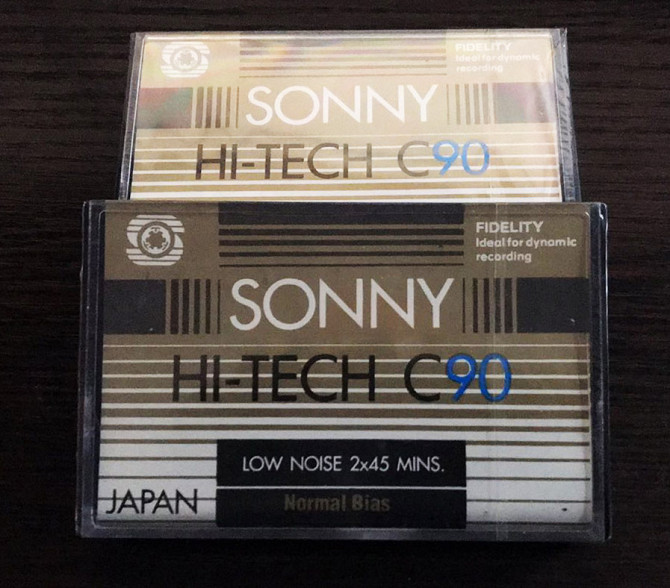 FIDELITY
Ideal for dynamic
recording
SONNY
HI-TECH C90
FIDELITY
Ideal for dynamic
recording
SONNY
HI-TECH C90
LOW NOISE 2x45 MINS.
JAPAN
Normal Bias